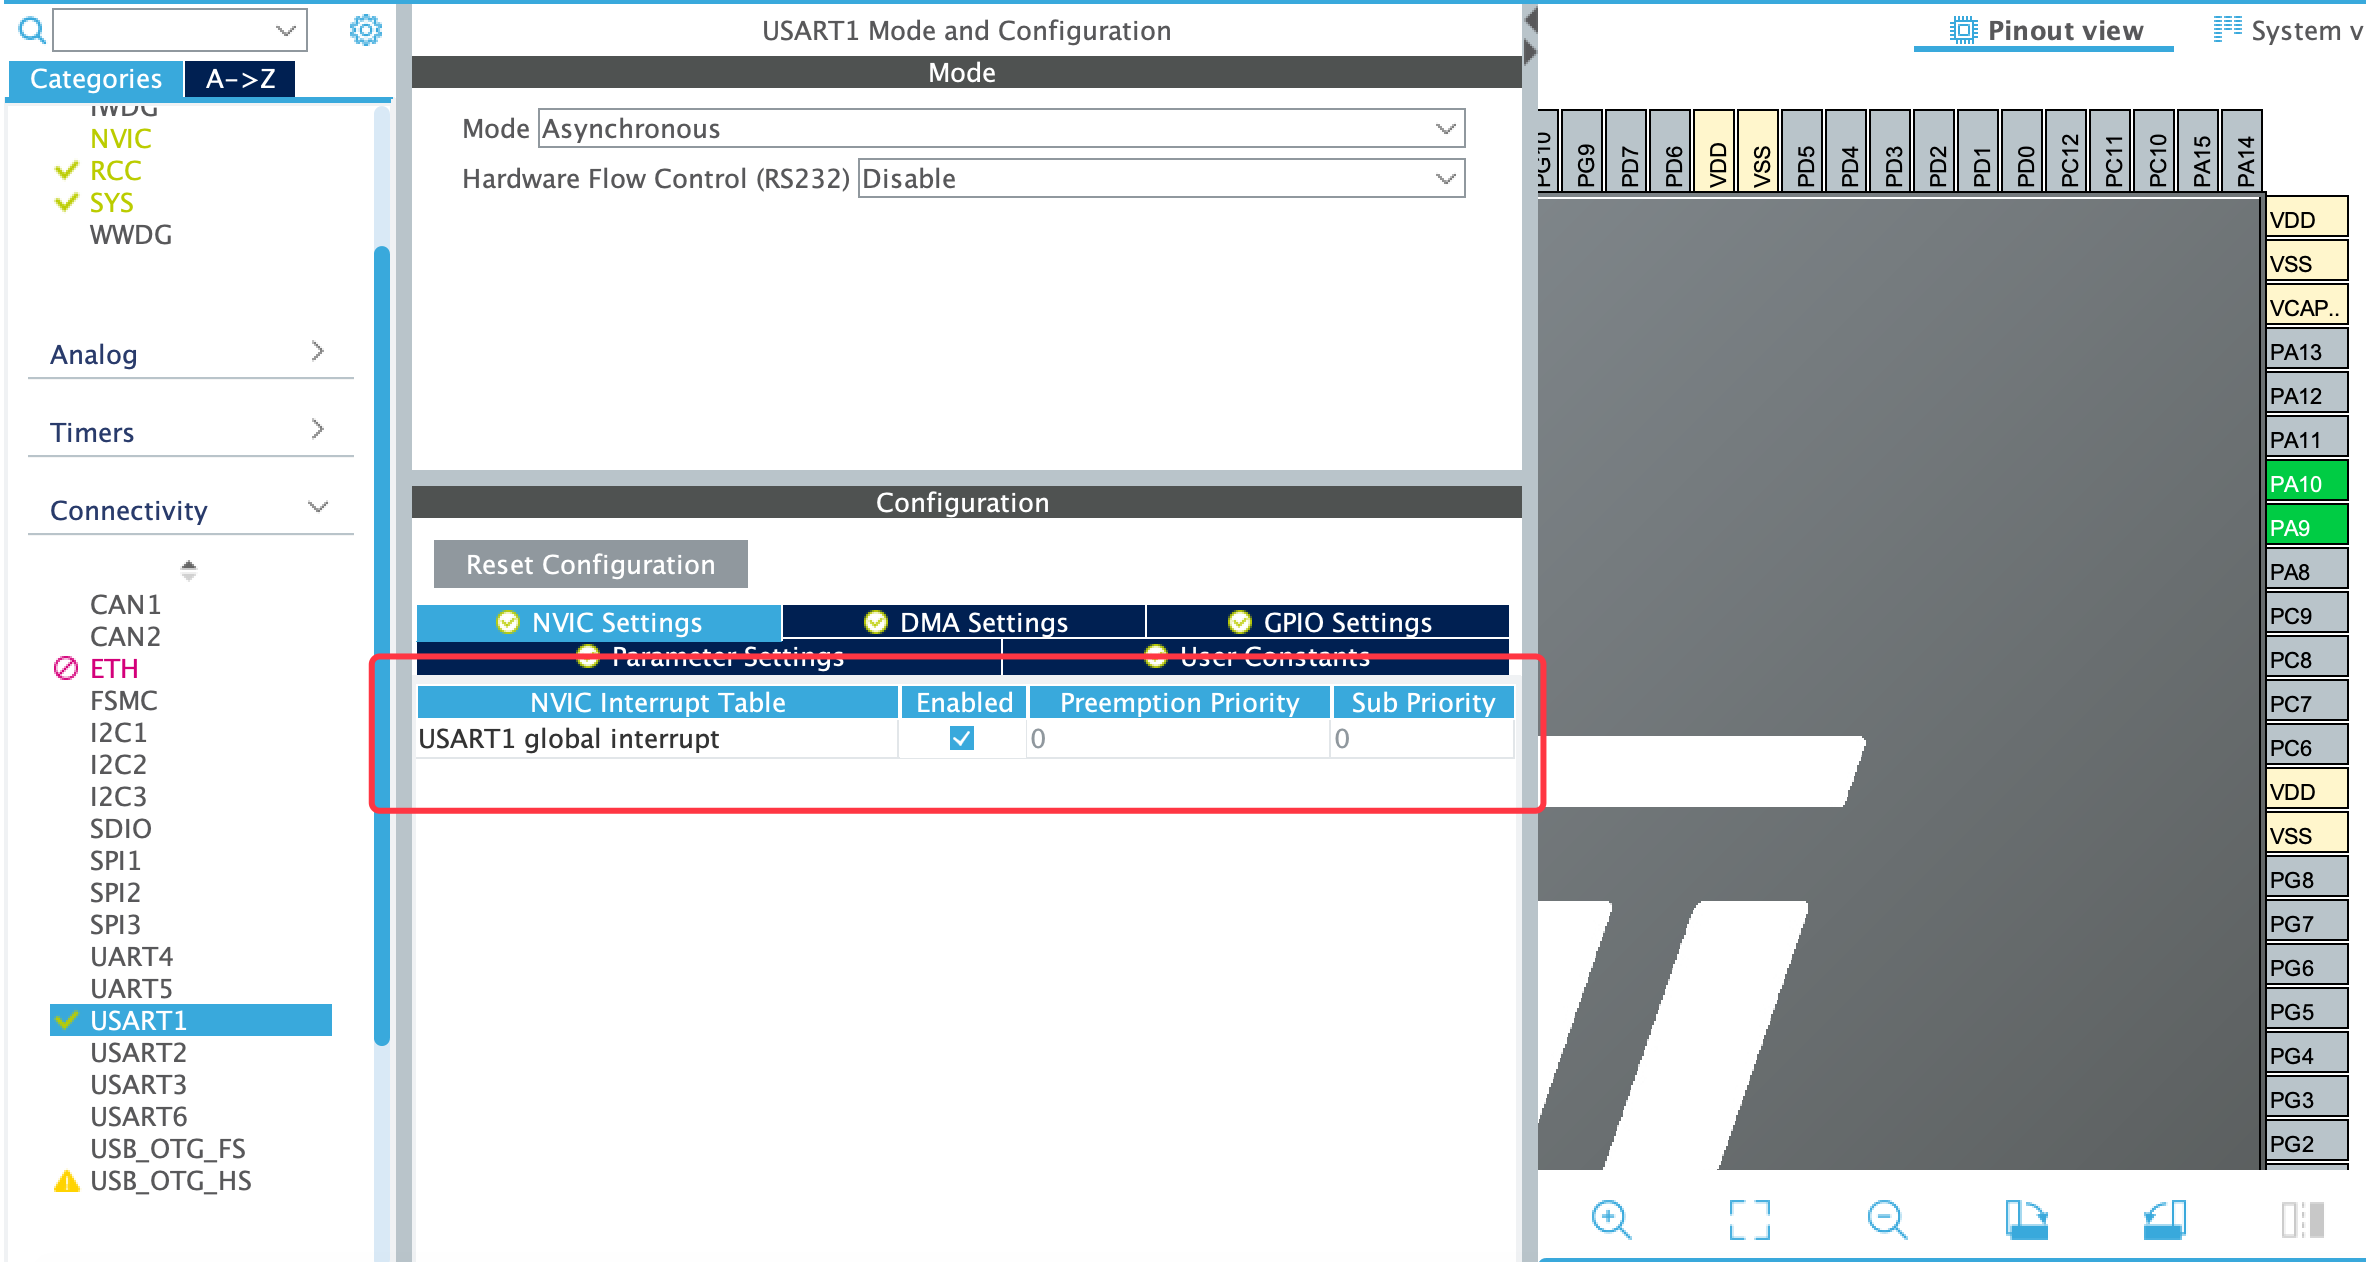 Categories
A->Z
IWDG
NVIC
RCC
SYS
WWDG
Analog
Timers
Connectivity
CAN1
CAN2
ETH
FSMC
I2C1
I2C2
I2C3
SDIO
SPI1
SPI2
SPI3
UART4
UART5
USART1
USART2
USART3
USART6
USB_OTG_FS
USB_OTG_HS
USART1 Mode and Configuration
Mode
Mode Asynchronous
Hardware Flow Control (RS232) Disable
Configuration
Reset Configuration
NVIC Settings
DMA Settings
GPIO Settings
Parameter Settings
User Constants
NVIC Interrupt Table Enabled Preemption Priority Sub Priority
USART1 global interrupt 0 0
Pinout view
System v
PG10
PG9
PD7
PD6
VDD
VSS
PD5
PD4
PD3
PD2
PD1
PD0
PC12
PC11
PC10
PA15
PA14
VDD
VSS
VCAP..
PA13
PA12
PA11
PA10
PA9
PA8
PC9
PC8
PC7
PC6
VDD
VSS
PG8
PG7
PG6
PG5
PG4
PG3
PG2